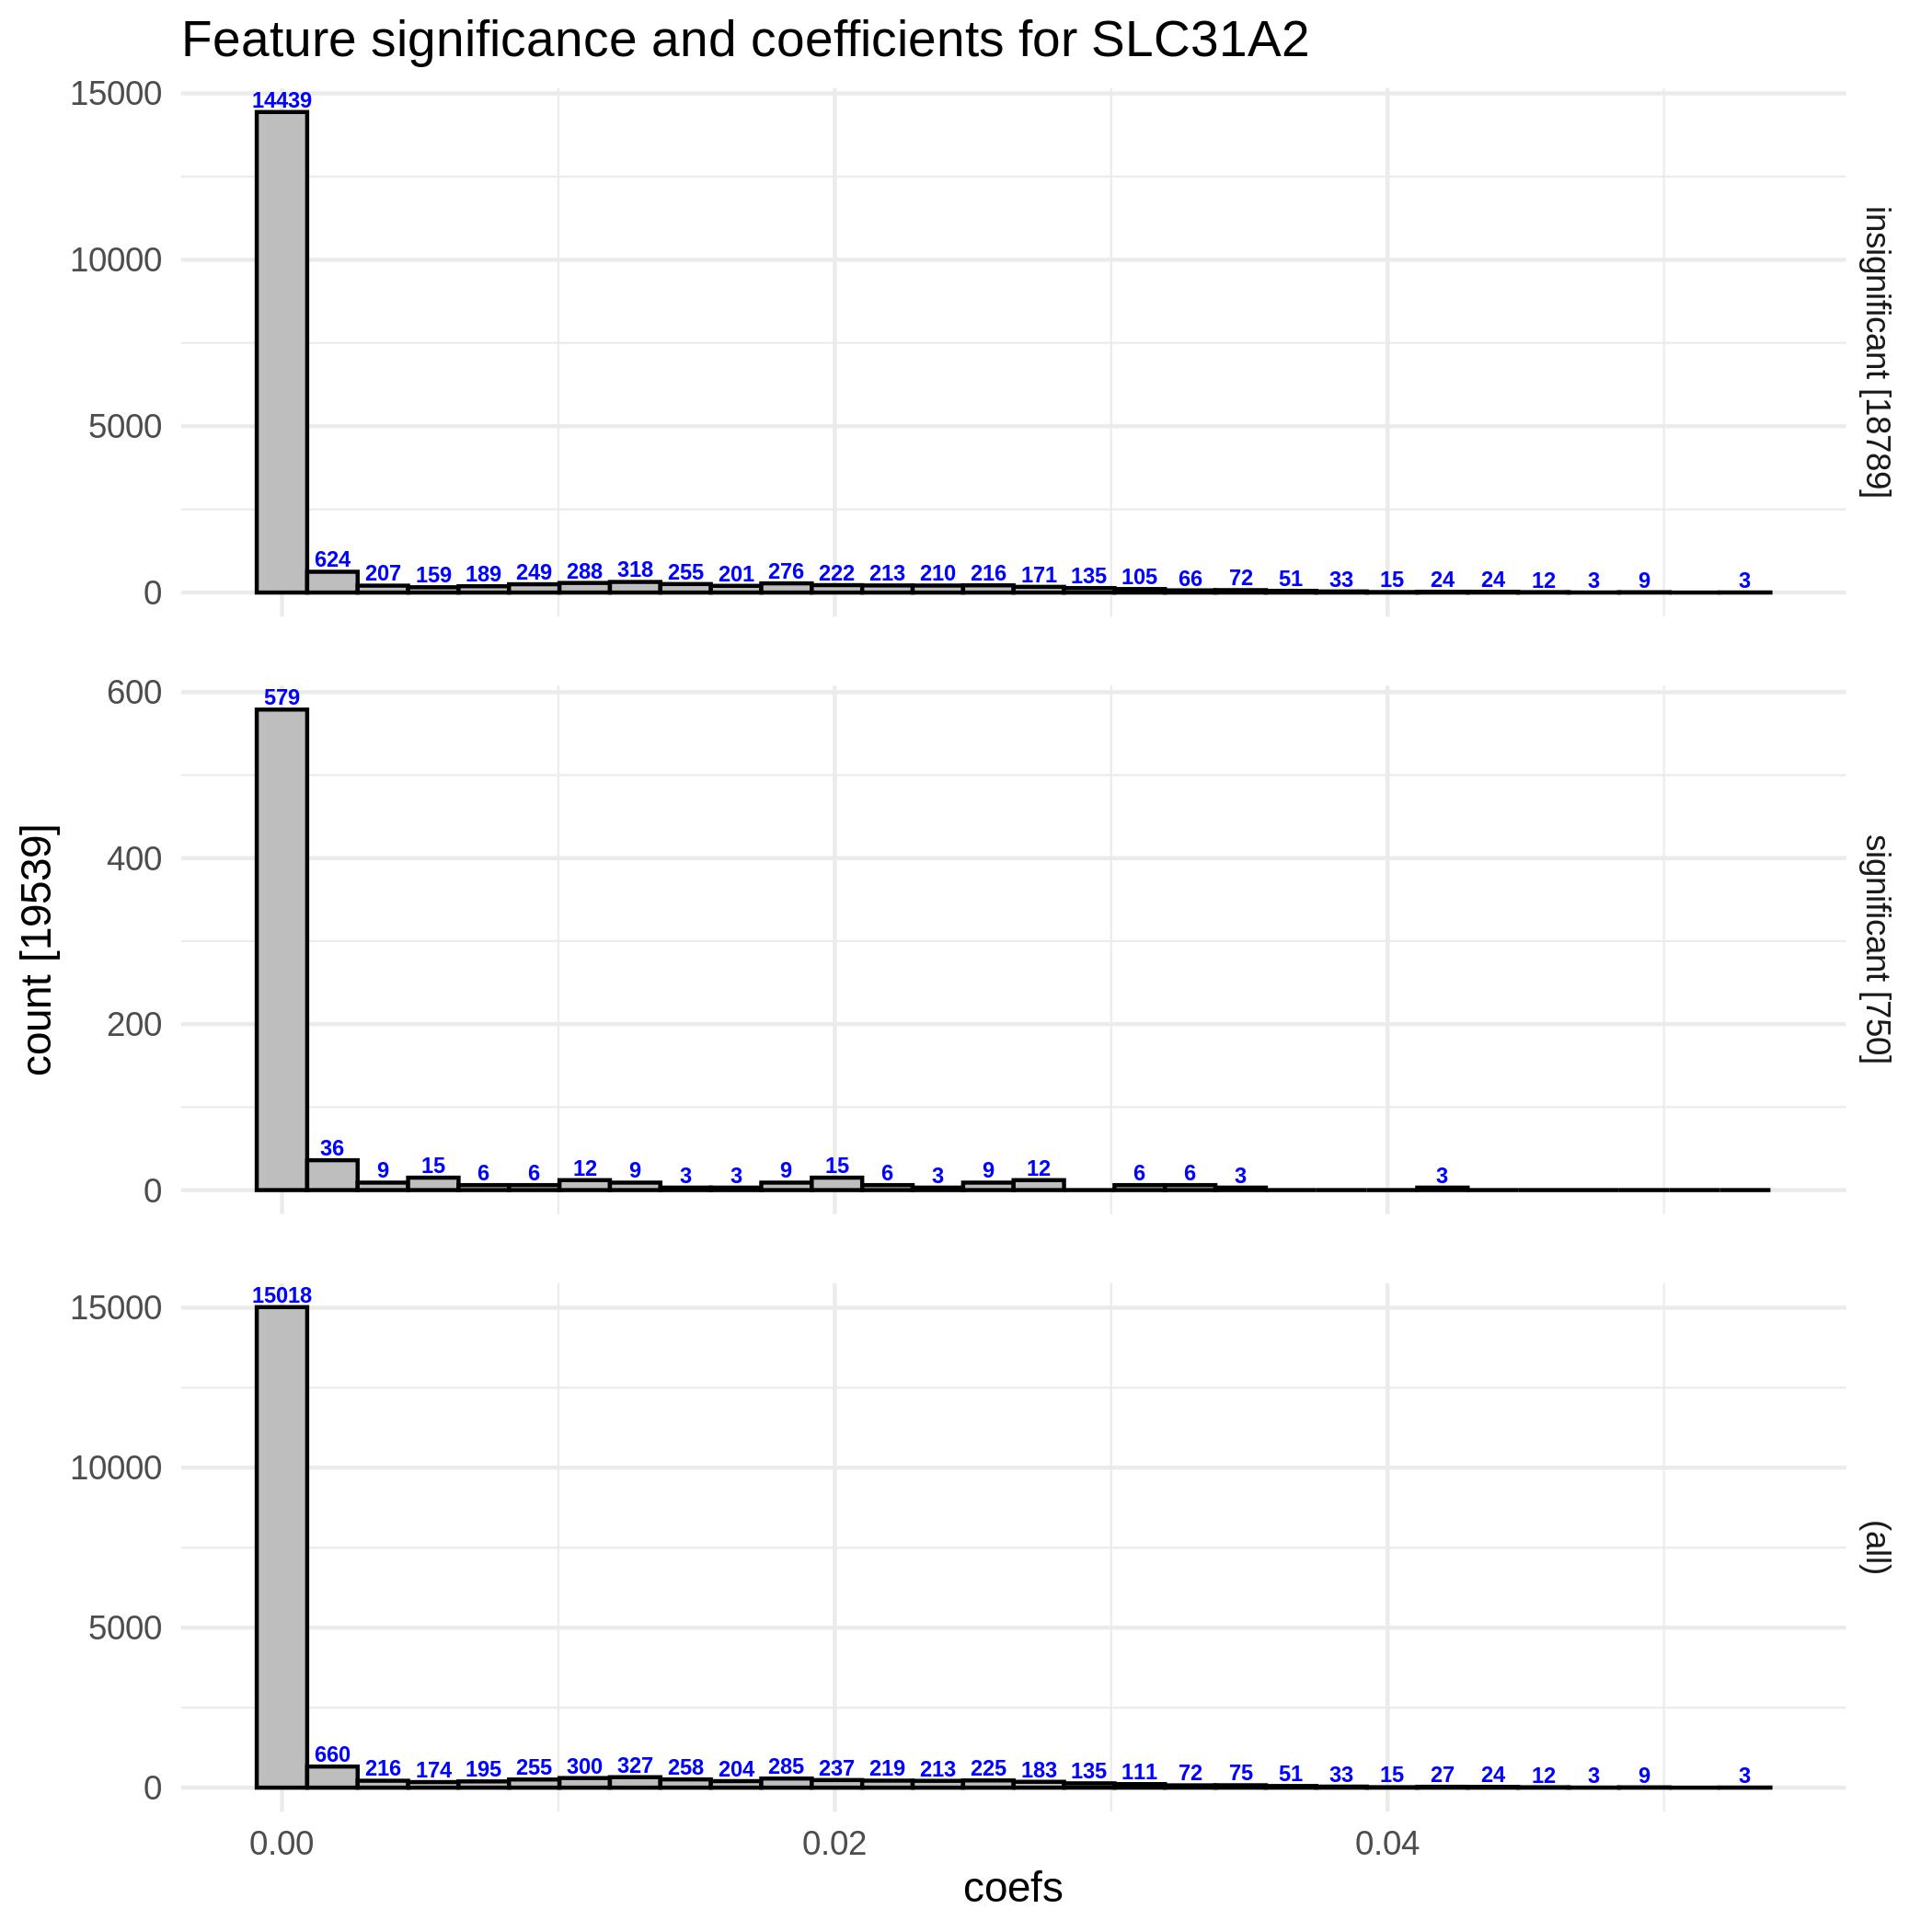 Feature significance and coefficients for SLC31A2
15000
10000
5000
0
14439
624 207 159 189 249 288 318 255 201 276 222 213 210 216 171 135 105 66 72 51 33 15 24 24 12 3 9 3
insignificant [18789]
600
400
200
0
579
36 9 15 6 6 12 9 3 3 9 15 6 3 9 12 6 6 3 3
significant [750]
count [19539]
15000
10000
5000
0
15018
660 216 174 195 255 300 327 258 204 285 237 219 213 225 183 135 111 72 75 51 33 15 27 24 12 3 9 3
(all)
0.00 0.02 0.04
coefs